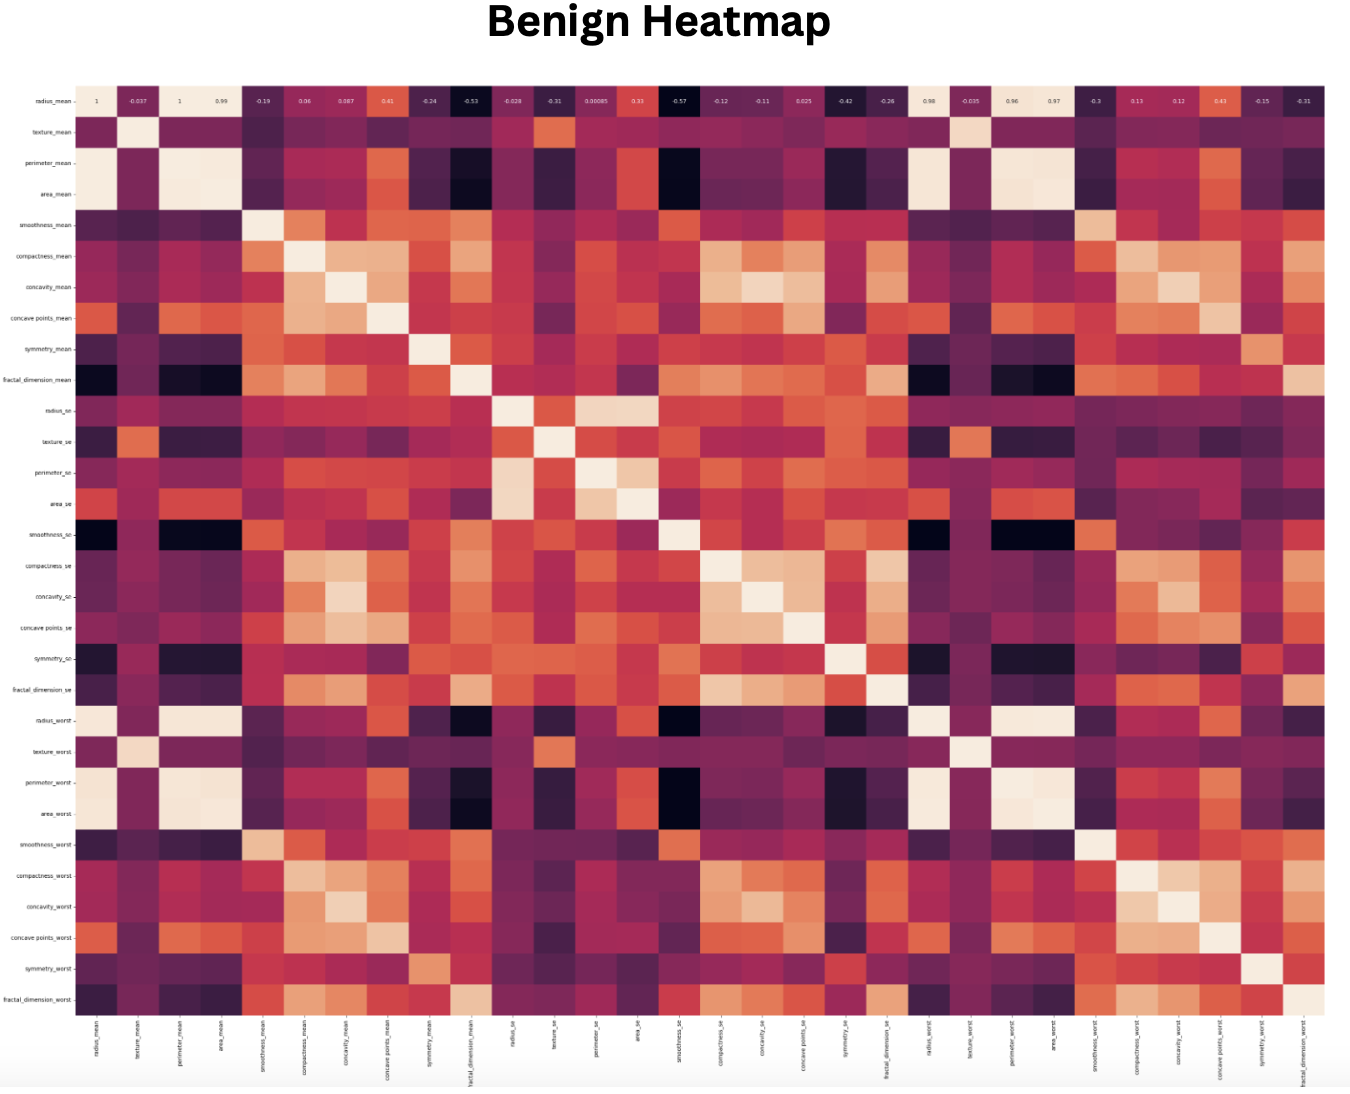 Benign Heatmap
radius_mean
1 -0.037 1 0.99 -0.19 0.06 0.087 0.41 -0.24 -0.53 -0.028 -0.31 0.00085 0.33 -0.57 -0.12 -0.11 0.025 -0.42 -0.26 0.98 -0.035 0.96 0.97 -0.3 0.13 0.12 0.43 -0.15 -0.31
texture_mean
perimeter_mean
area_mean
smoothness_mean
compactness_mean
concavity_mean
concave points_mean
symmetry_mean
fractal_dimension_mean
radius_se
texture_se
perimeter_se
area_se
smoothness_se
compactness_se
concavity_se
concave points_se
symmetry_se
fractal_dimension_se
radius_worst
texture_worst
perimeter_worst
area_worst
smoothness_worst
compactness_worst
concavity_worst
concave points_worst
symmetry_worst
fractal_dimension_worst
radius_mean
texture_mean
perimeter_mean
area_mean
smoothness_mean
compactness_mean
concavity_mean
concave points_mean
symmetry_mean
fractal_dimension_mean
radius_se
texture_se
perimeter_se
area_se
smoothness_se
compactness_se
concavity_se
concave points_se
symmetry_se
fractal_dimension_se
radius_worst
texture_worst
perimeter_worst
area_worst
smoothness_worst
compactness_worst
concavity_worst
concave points_worst
symmetry_worst
fractal_dimension_worst